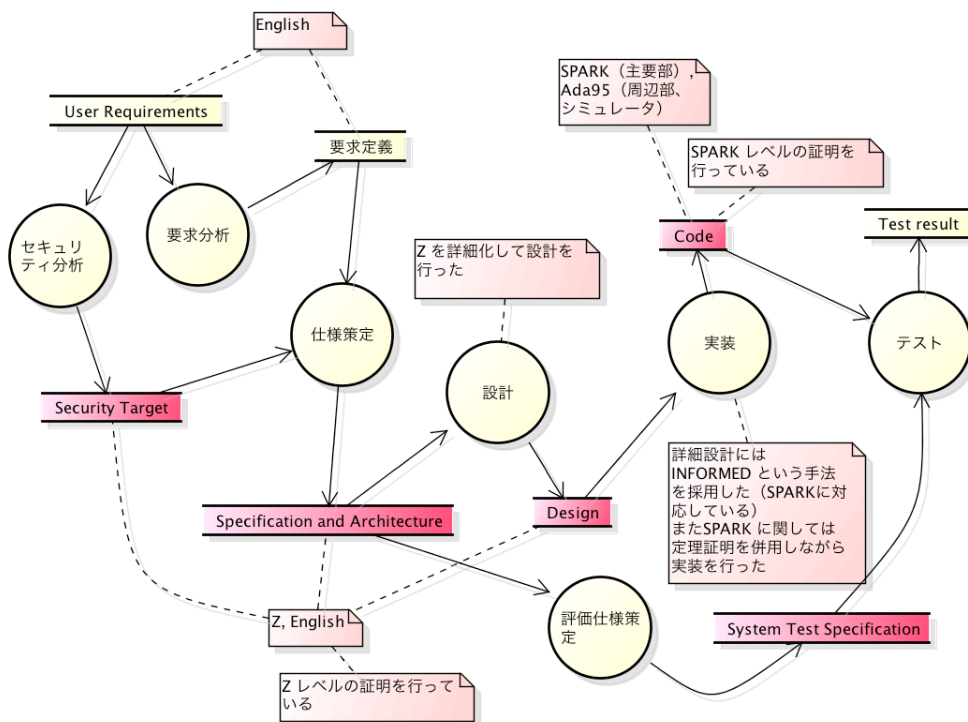 English
SPARK（主要部）,
Ada95（周辺部、
シミュレータ）
User Requirements
要求定義
SPARK レベルの証明を
行っている
セキュリ
ティ分析
要求分析
Code
Test result
Z を詳細化して設計を
行った
仕様策定
設計
実装
テスト
Security Target
詳細設計には
INFORMED という手法
を採用した（SPARKに対
応している）
またSPARK に関しては
定理証明を併用しながら
実装を行った
Specification and Architecture
Design
Z, English
評価仕様策
定
System Test Specification
Z レベルの証明を行って
いる